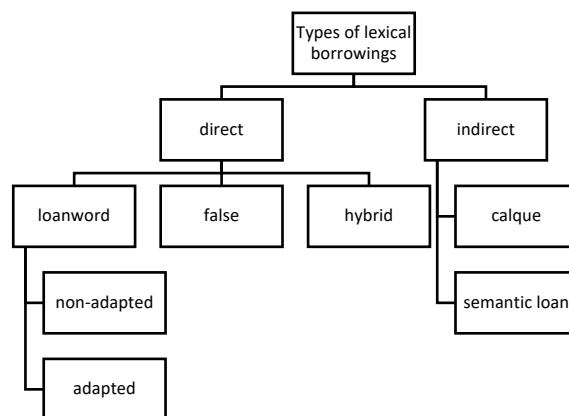 Types of lexical
borrowings
direct
indirect
loanword
false
hybrid
calque
non-adapted
semantic loan
adapted